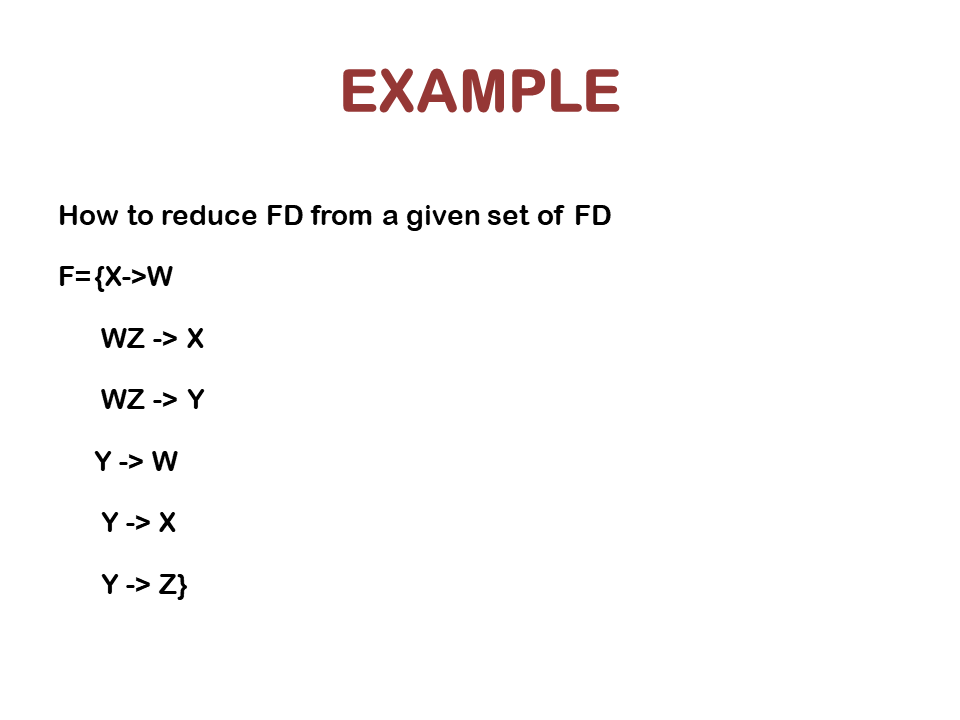 EXAMPLE
How to reduce FD from a given set of FD
F={X->W
WZ -> X
WZ -> Y
Y -> W
Y -> X
Y -> Z}